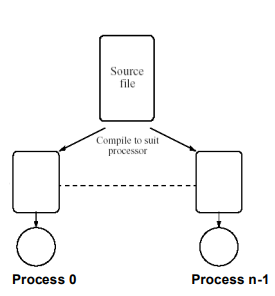 Source
file
Compile to suit
processor
Process 0
Process n-1